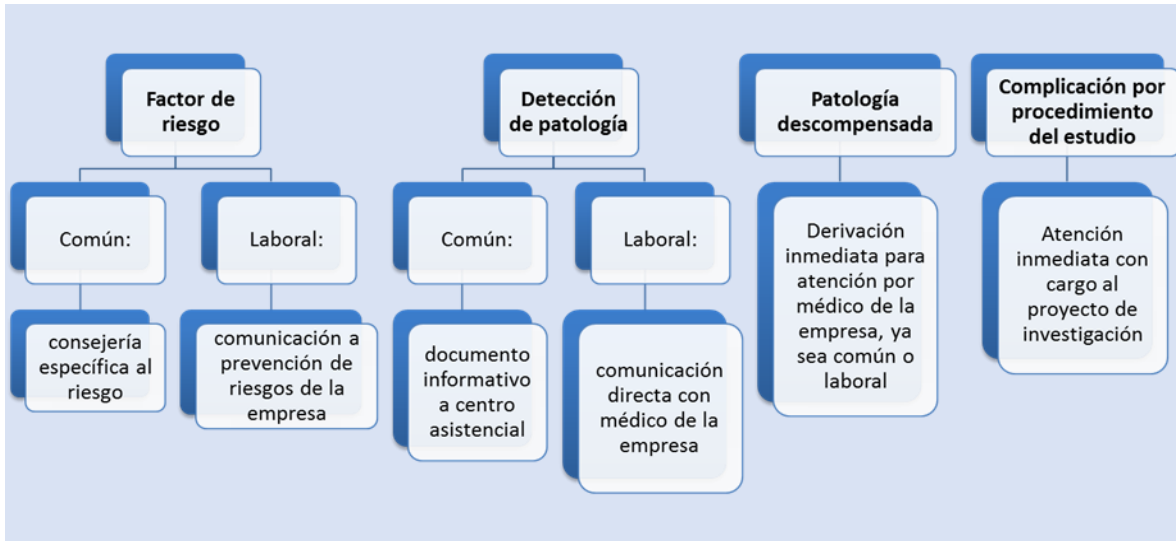 Factor de
riesgo
Común:
consejería
específica al
riesgo
Laboral:
comunicación a
prevención de
riesgos de la
empresa
Detección
de patología
Común:
documento
informativo
a centro
asistencial
Laboral:
comunicación
directa con
médico de la
empresa
Patología
descompensada
Derivación
inmediata para
atención por
médico de la
empresa, ya
sea común o
laboral
Complicación por
procedimiento
del estudio
Atención
inmediata con
cargo al
proyecto de
investigación